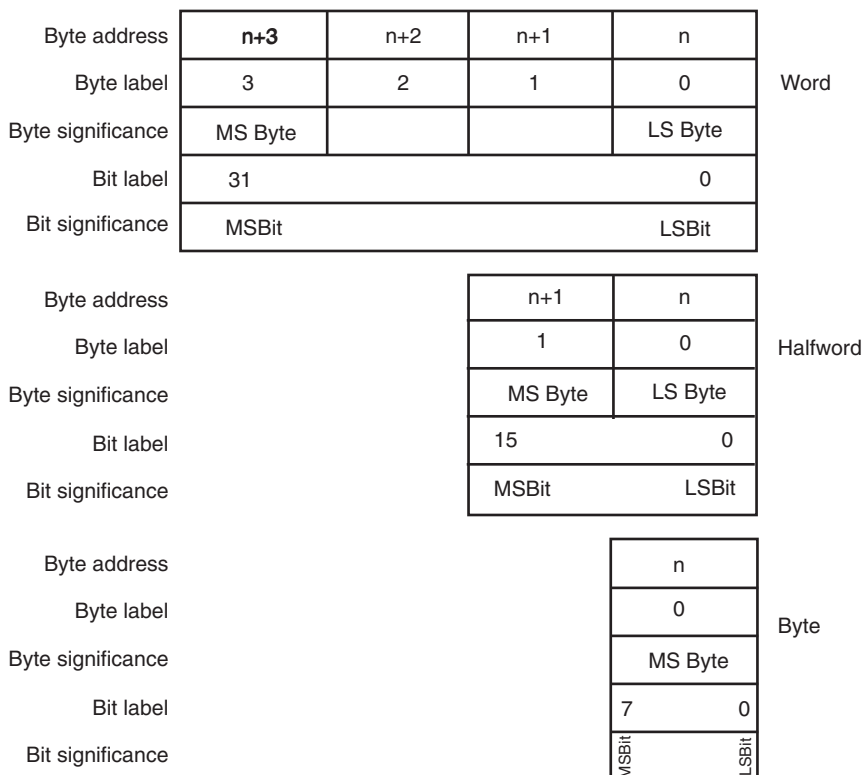 Byte address n+3 n+2 n+1 n
Byte label 3 2 1 0 Word
Byte significance MS Byte LS Byte
Bit label 31 0
Bit significance MSBit LSBit
Byte address n+1 n
Byte label 1 0 Halfword
Byte significance MS Byte LS Byte
Bit label 15 0
Bit significance MSBit LSBit
Byte address n
Byte label 0 Byte
Byte significance MS Byte
Bit label 7 0
Bit significance MSBit LSBit